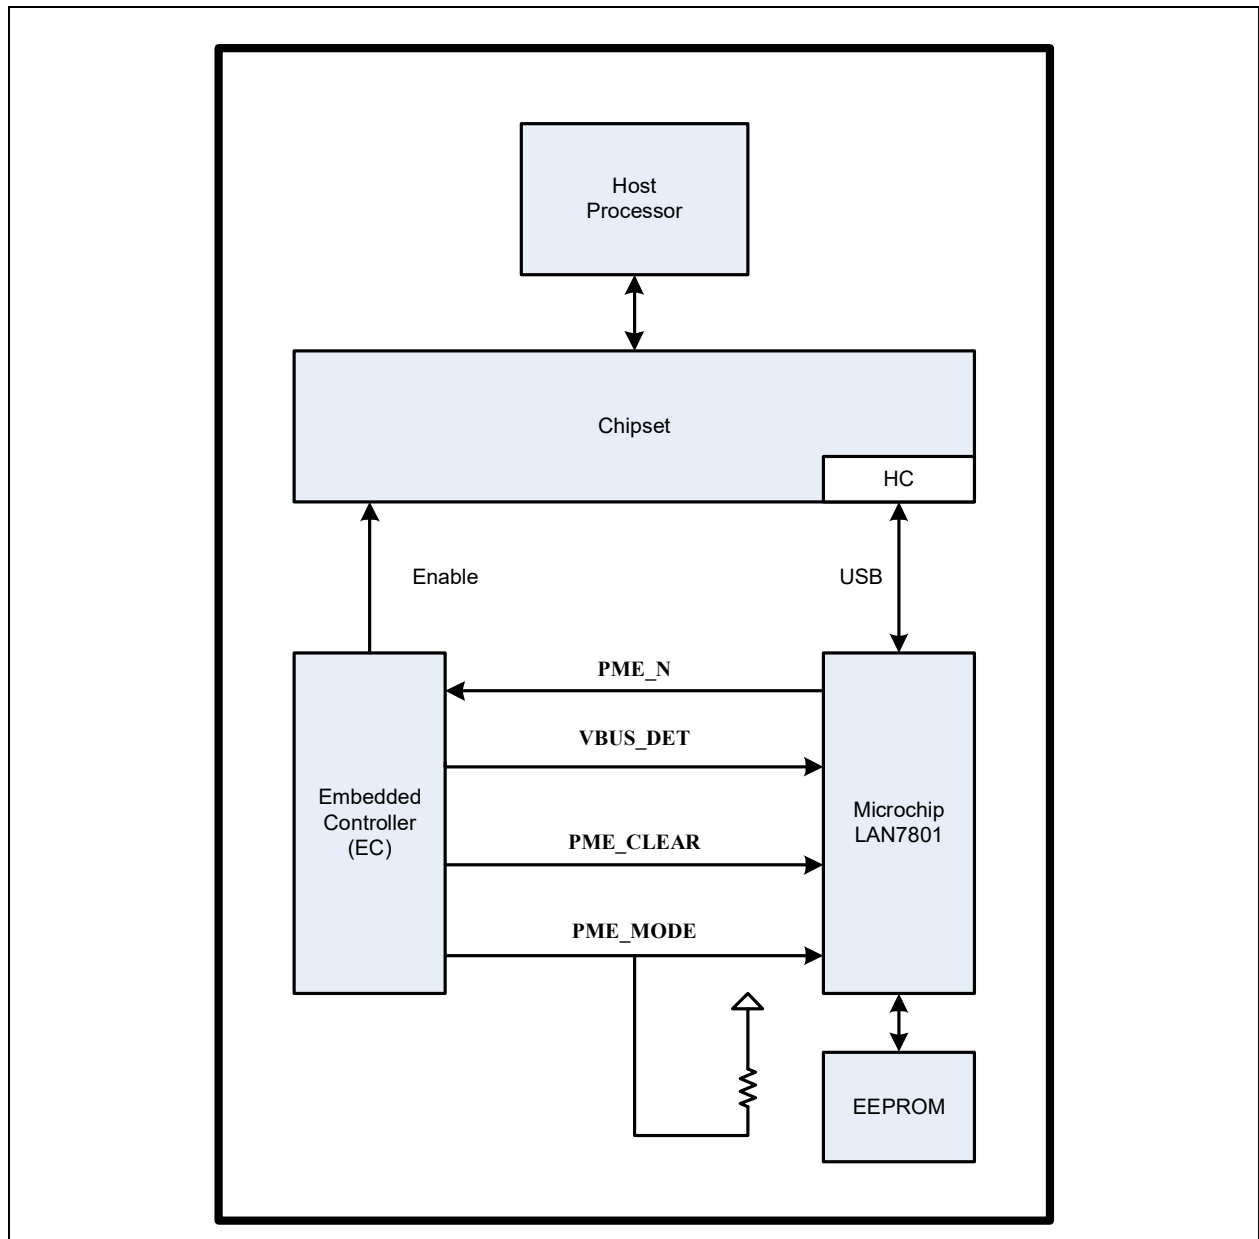 Host
Processor
Chipset
HC
Enable
USB
PME_N
VBUS_DET
Embedded
Controller
(EC)
Microchip
LAN7801
PME_CLEAR
PME_MODE
EEPROM